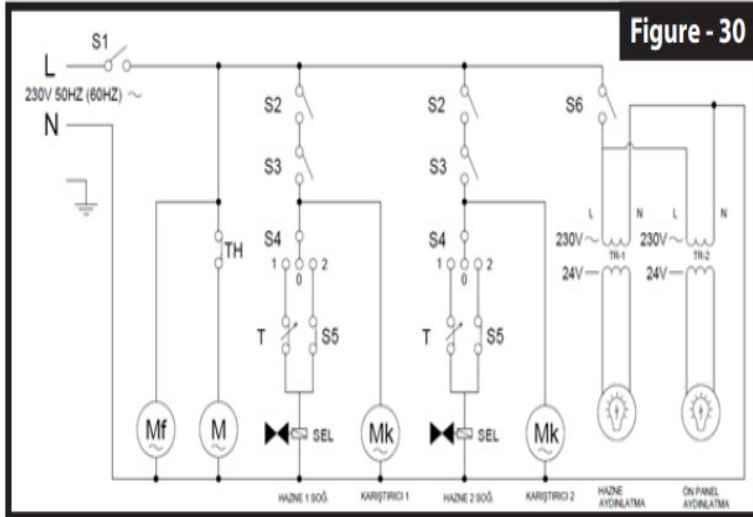 Figure - 30
S1
L
230V 50HZ (60HZ) ~
N
S2
S3
S4
1 0 2
T
S5
SEL
TH
Mf
M
Mk
S2
S3
S4
1 0 2
T
S5
SEL
Mk
S6
L N L N
230V~ TR-1 230V~ TR-2
24V 24V
HAZNE 1 SOĞ.
KARIŞTIRICI 1
HAZNE 2 SOĞ.
KARIŞTIRICI 2
HAZNE
AYDINLATMA
ÖN PANEL
AYDINLATMA